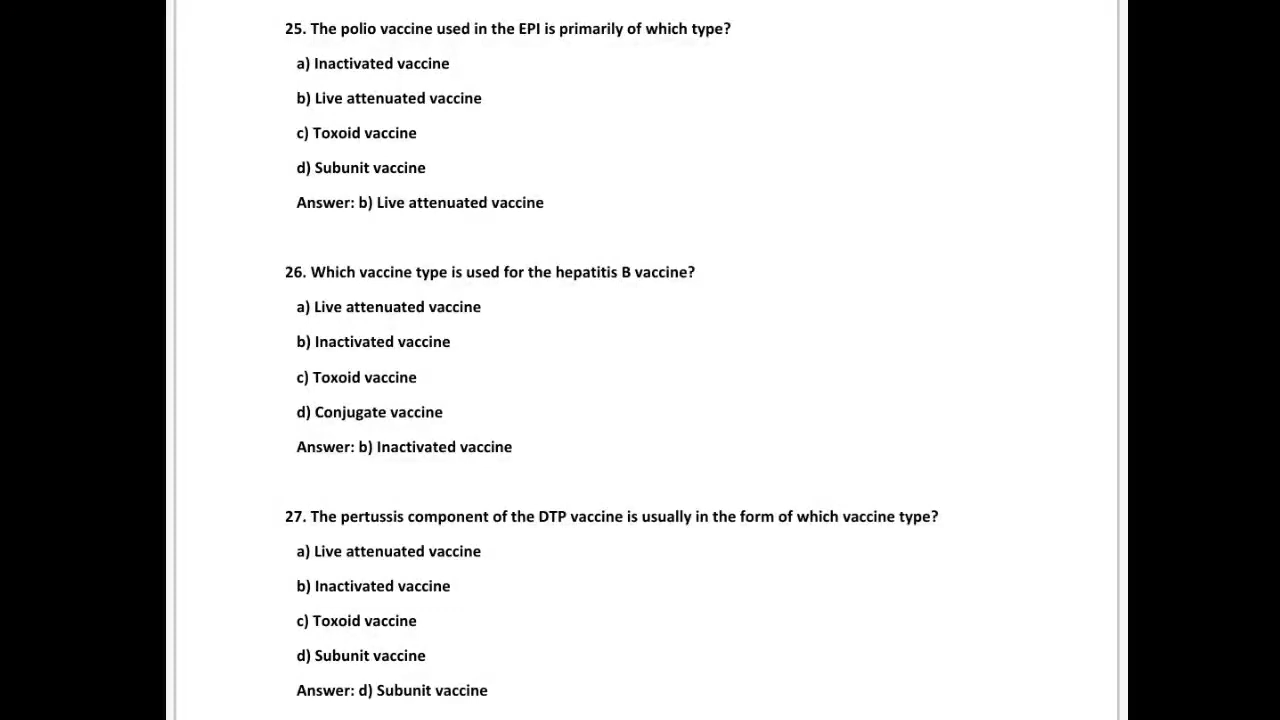 25. The polio vaccine used in the EPI is primarily of which type?
a) Inactivated vaccine
b) Live attenuated vaccine
c) Toxoid vaccine
d) Subunit vaccine
Answer: b) Live attenuated vaccine
26. Which vaccine type is used for the hepatitis B vaccine?
a) Live attenuated vaccine
b) Inactivated vaccine
c) Toxoid vaccine
d) Conjugate vaccine
Answer: b) Inactivated vaccine
27. The pertussis component of the DTP vaccine is usually in the form of which vaccine type?
a) Live attenuated vaccine
b) Inactivated vaccine
c) Toxoid vaccine
d) Subunit vaccine
Answer: d) Subunit vaccine